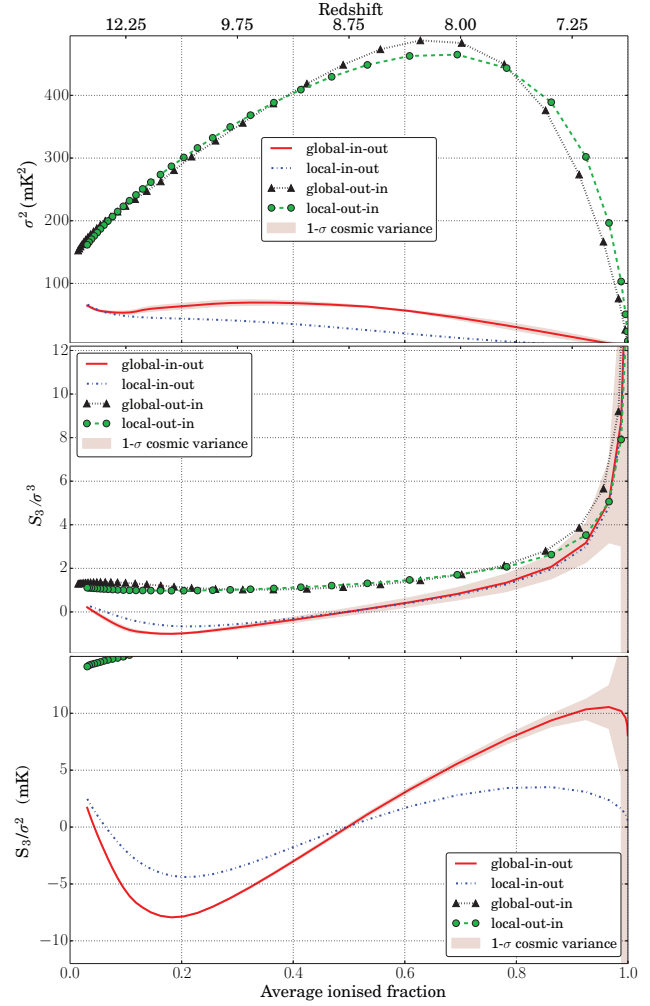 Redshift
12.25 9.75 8.75 8.00 7.25
σ² (mK²)
400
300
200
100
global-in-out
local-in-out
global-out-in
local-out-in
1-σ cosmic variance
S₃/σ³
12
10
8
6
4
2
0
global-in-out
local-in-out
global-out-in
local-out-in
1-σ cosmic variance
S₃/σ² (mK)
10
5
0
−5
−10
global-in-out
local-in-out
global-out-in
local-out-in
1-σ cosmic variance
0.0 0.2 0.4 0.6 0.8 1.0
Average ionised fraction